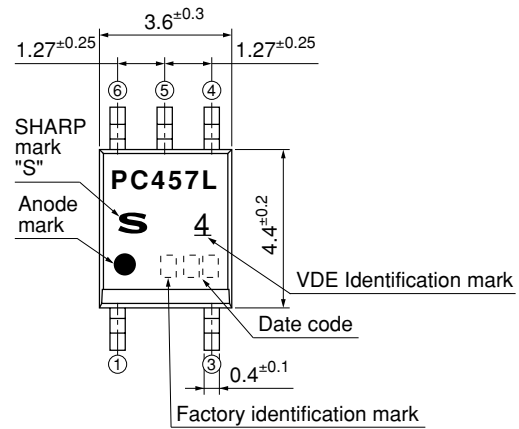 3.6±0.3
1.27±0.25 1.27±0.25
⑥ ⑤ ④
SHARP
mark
"S"
PC457L
S
Anode
mark
4
4.4±0.2
VDE Identification mark
Date code
① ③
0.4±0.1
Factory identification mark